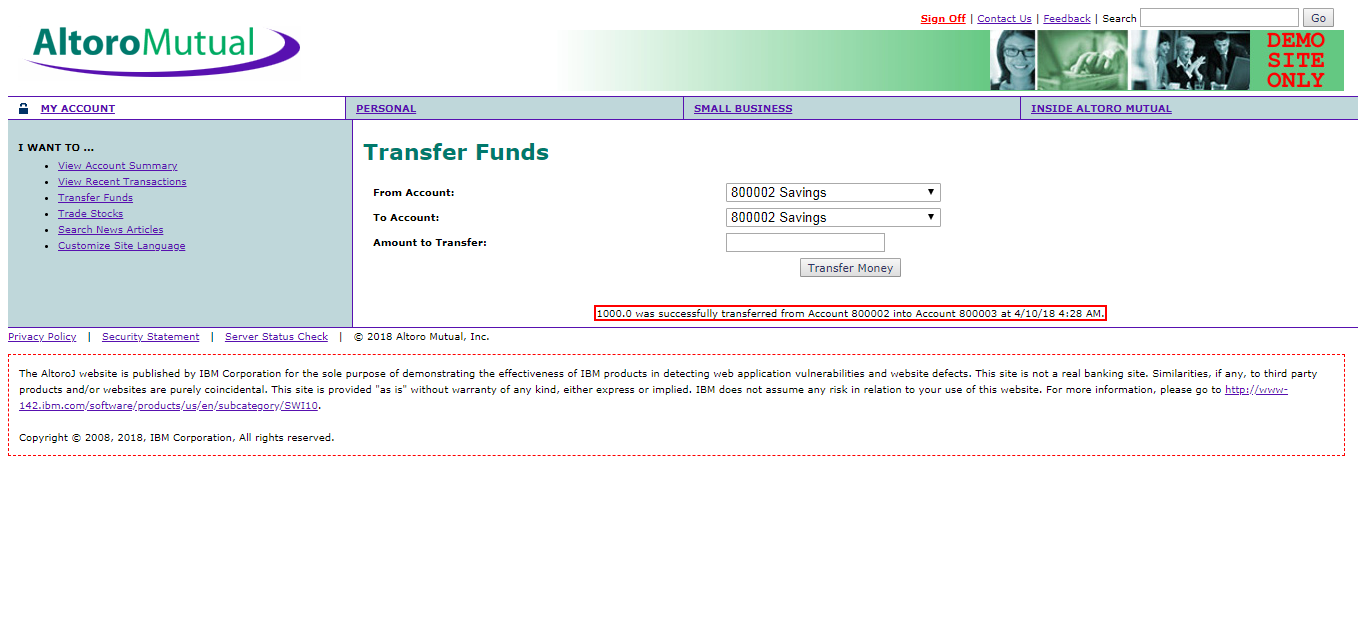 Sign Off | Contact Us | Feedback | Search Go
AltoroMutual
DEMO
SITE
ONLY
MY ACCOUNT PERSONAL SMALL BUSINESS INSIDE ALTORO MUTUAL
I WANT TO ...
• View Account Summary
• View Recent Transactions
• Transfer Funds
• Trade Stocks
• Search News Articles
• Customize Site Language
Transfer Funds
From Account: 800002 Savings
To Account: 800002 Savings
Amount to Transfer:
Transfer Money
1000.0 was successfully transferred from Account 800002 into Account 800003 at 4/10/18 4:28 AM.
Privacy Policy | Security Statement | Server Status Check | © 2018 Altoro Mutual, Inc.
The AltoroJ website is published by IBM Corporation for the sole purpose of demonstrating the effectiveness of IBM products in detecting web application vulnerabilities and website defects. This site is not a real banking site. Similarities, if any, to third party
products and/or websites are purely coincidental. This site is provided "as is" without warranty of any kind, either express or implied. IBM does not assume any risk in relation to your use of this website. For more information, please go to http://www-
142.ibm.com/software/products/us/en/subcategory/SWI10.
Copyright © 2008, 2018, IBM Corporation, All rights reserved.